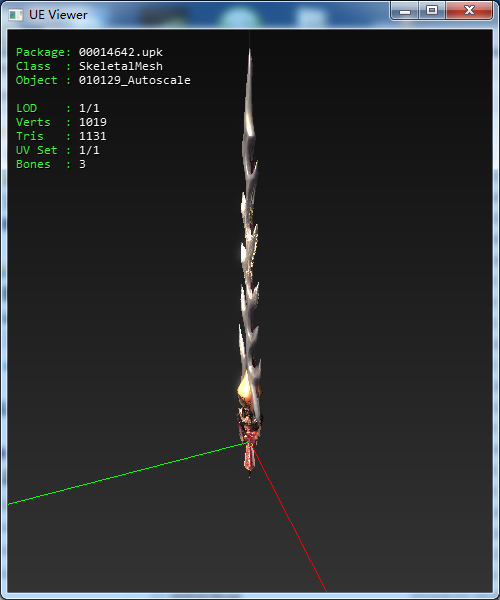 UE Viewer
Package: 00014642.upk
Class : SkeletalMesh
Object : 010129_Autoscale
LOD : 1/1
Verts : 1019
Tris : 1131
UV Set : 1/1
Bones : 3